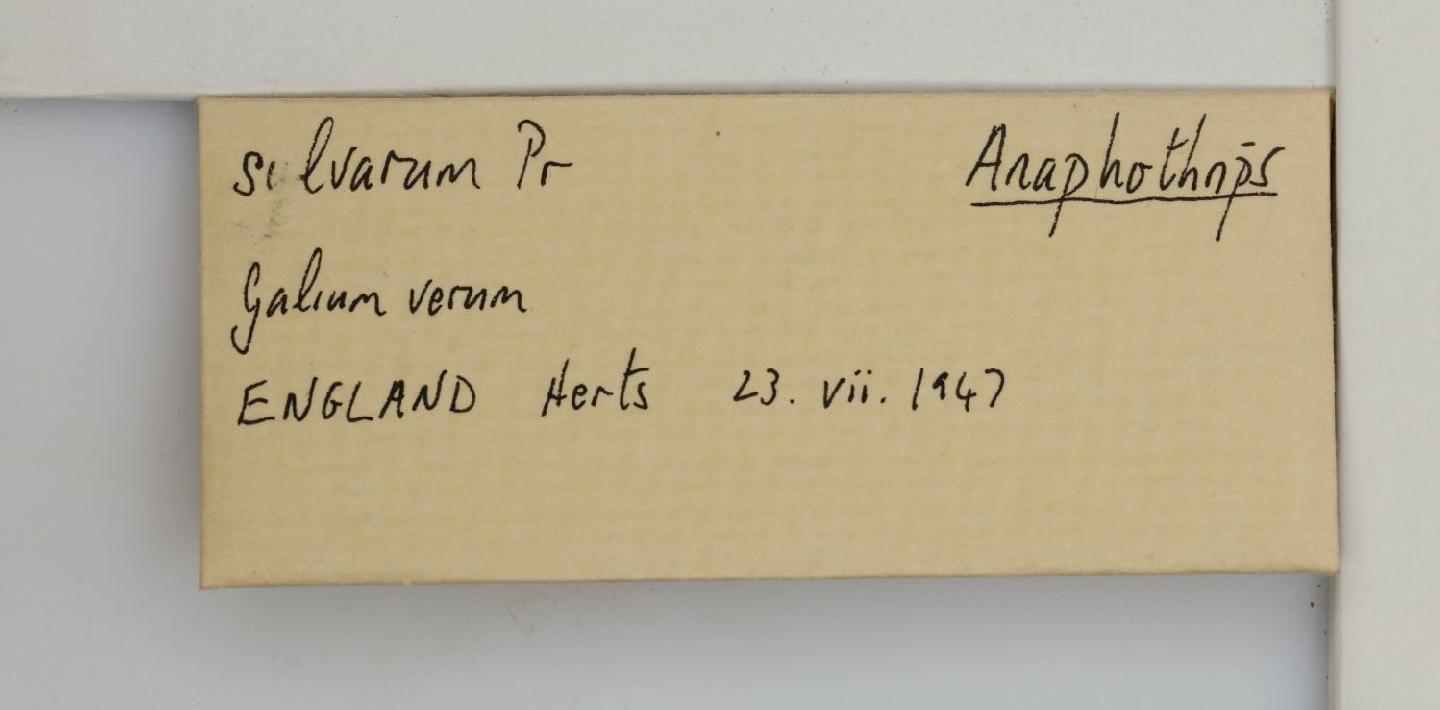 silvarum Pr Anaphothrips
Galium verum
ENGLAND Herts 23. vii. 1947